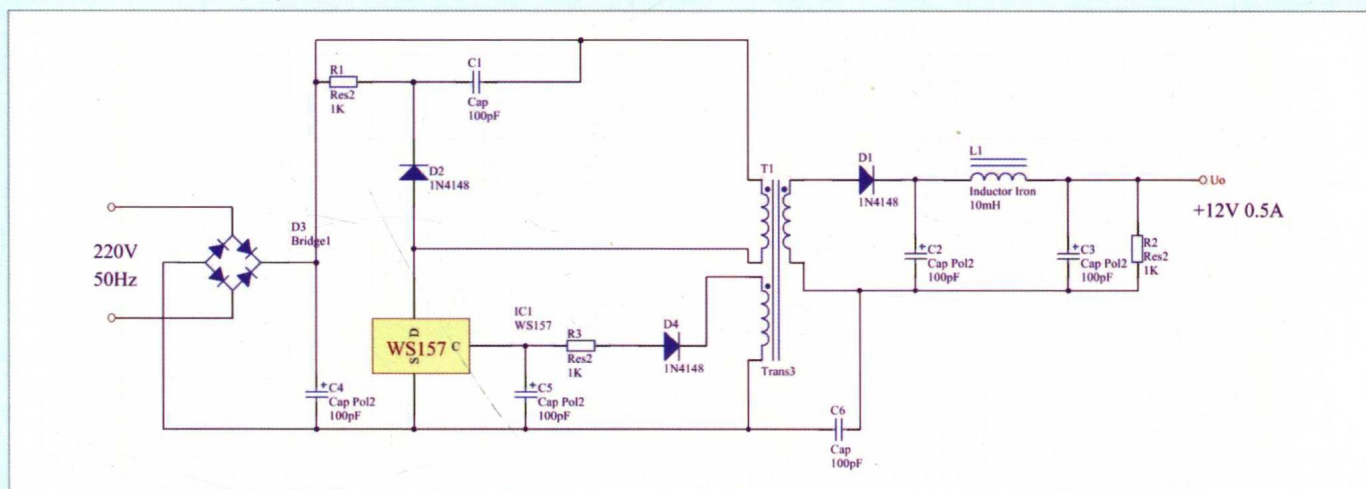 R1
Res2
1K
C1
Cap
100pF
D2
1N4148
T1
D1
1N4148
L1
Inductor Iron
10mH
Uo
+12V 0.5A
D3
Bridge1
220V
50Hz
C2
Cap Pol2
100pF
C3
Cap Pol2
100pF
R2
Res2
1K
IC1
WS157
D
WS157
S
C
R3
Res2
1K
D4
1N4148
Trans3
C4
Cap Pol2
100pF
C5
Cap Pol2
100pF
C6
Cap
100pF